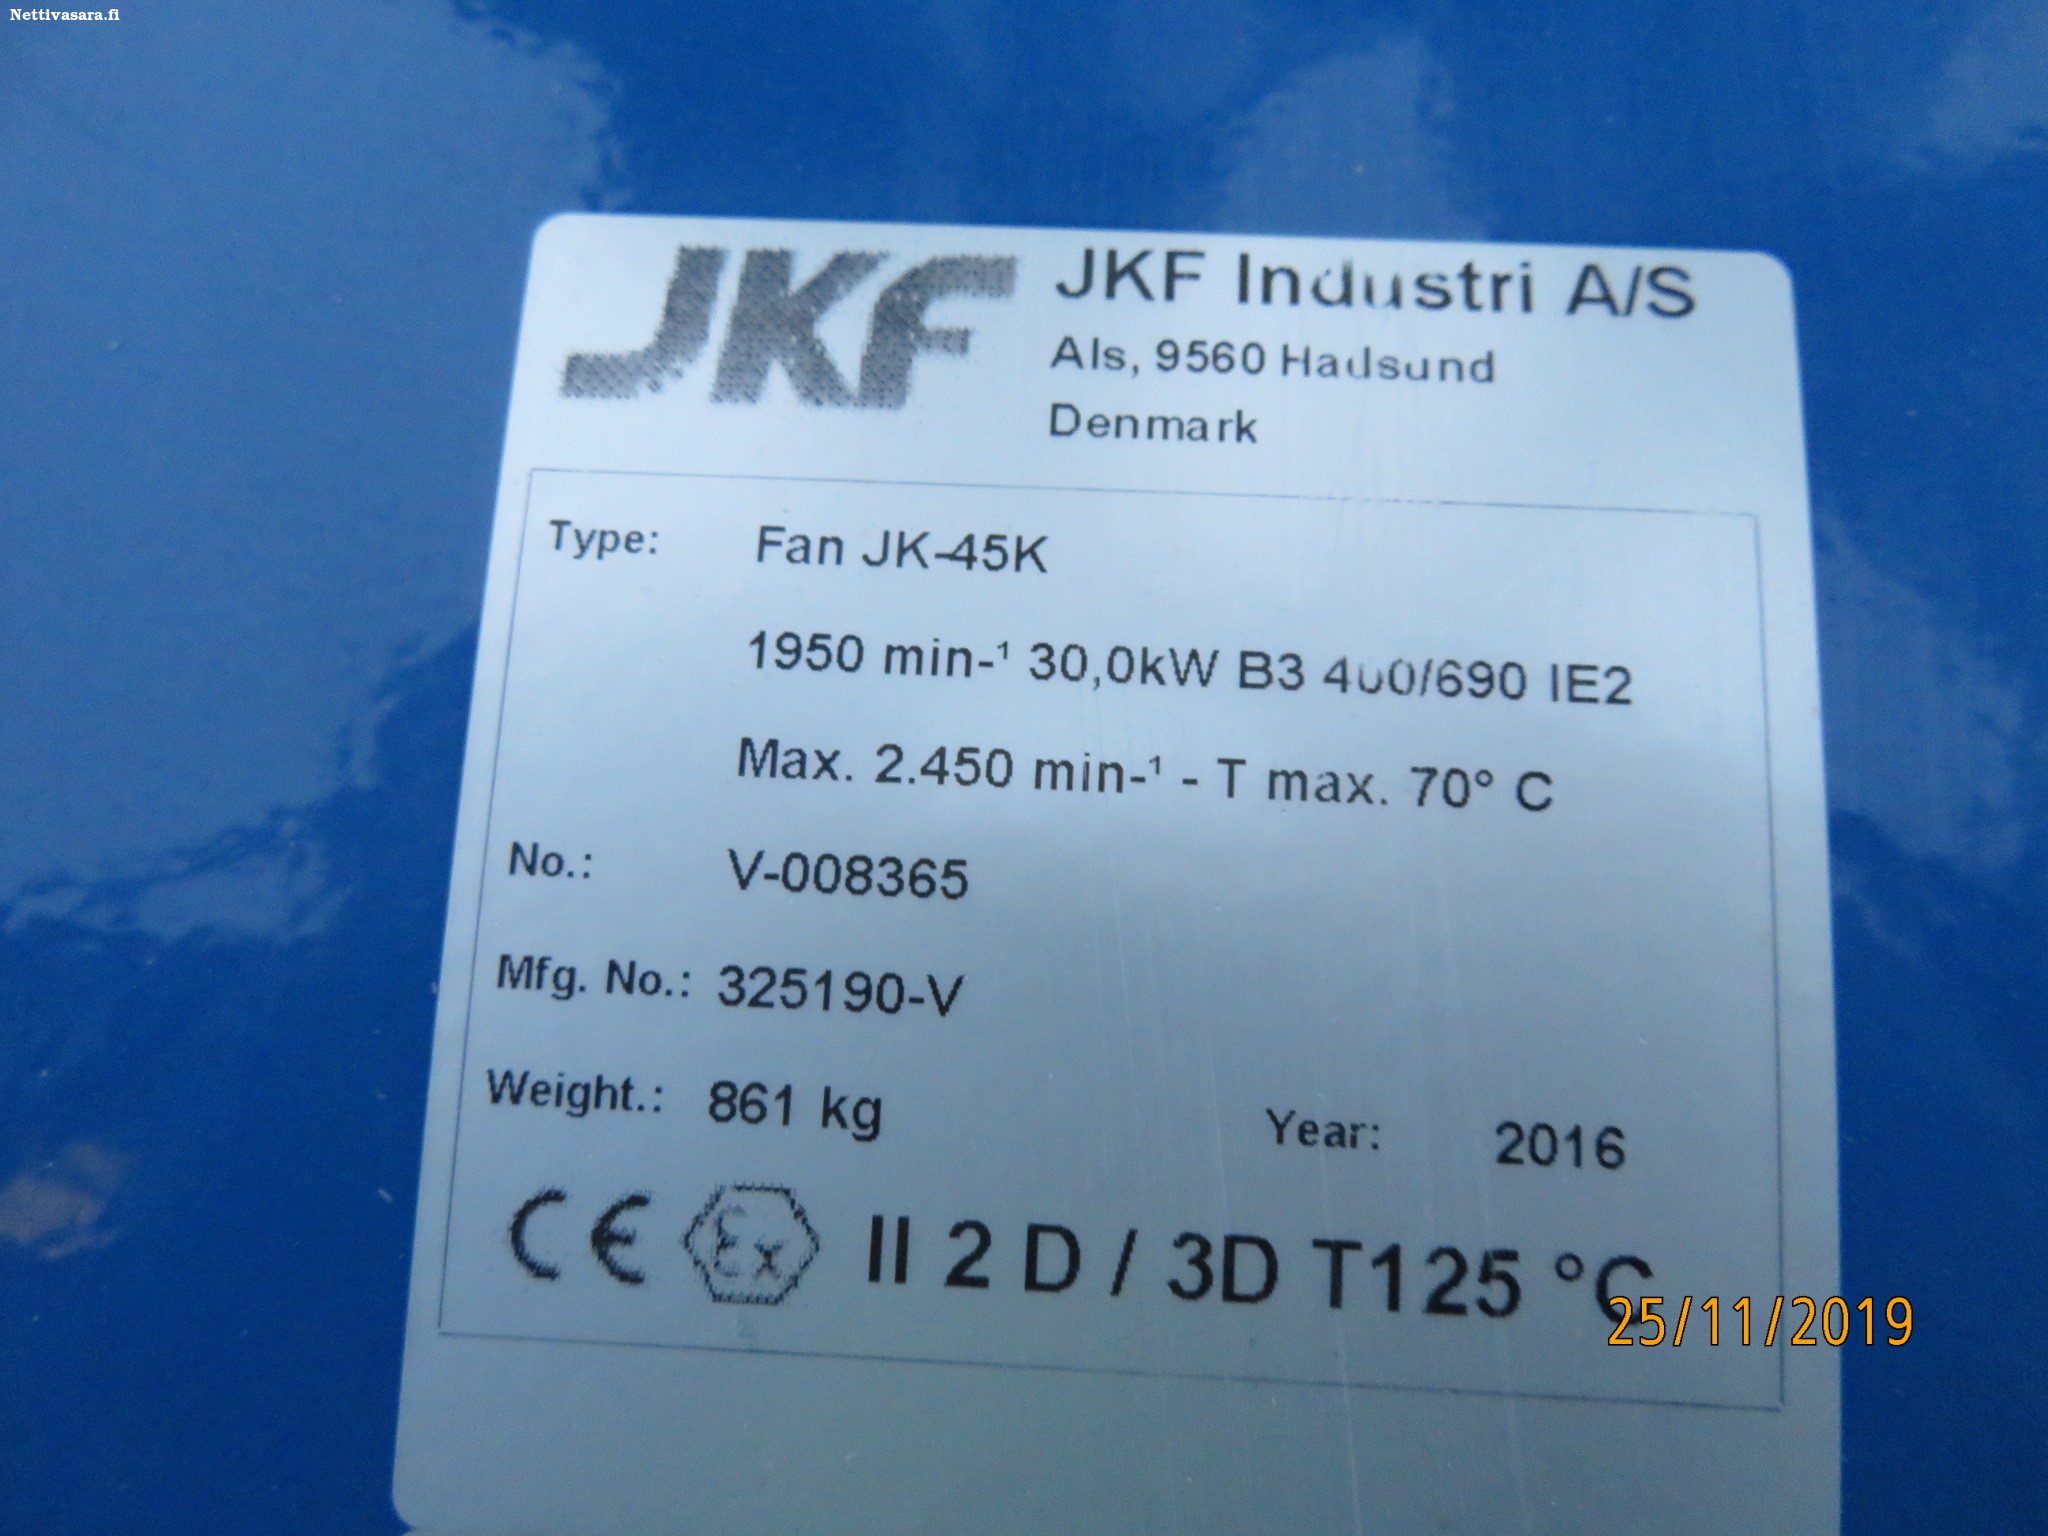 Nettivasara.fi
JKF JKF Industri A/S
Als, 9560 Hadsund
Denmark
Type: Fan JK-45K
1950 min-¹ 30,0kW B3 400/690 IE2
Max. 2.450 min-¹ - T max. 70° C
No.: V-008365
Mfg. No.: 325190-V
Weight.: 861 kg Year: 2016
CE Ex II 2 D / 3D T125 °C
25/11/2019